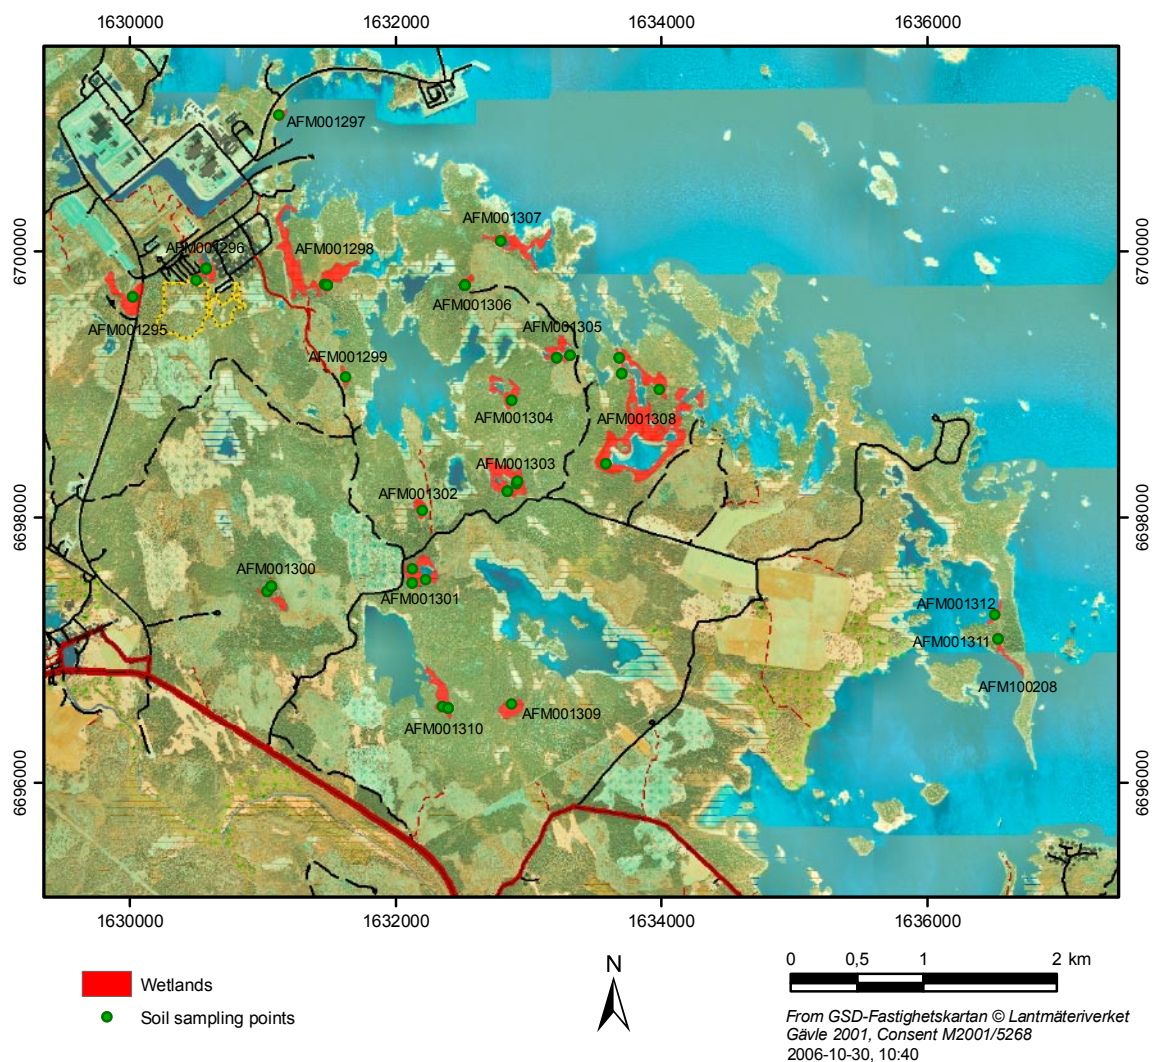 1630000 1632000 1634000 1636000
AFM001297
AFM001307
AFM001296
AFM001298
6700000 6700000
AFM001306
AFM001295
AFM001305
AFM001299
AFM001304
AFM001308
AFM001303
AFM001302
6698000 6698000
AFM001300
AFM001301
AFM001312
AFM001311
AFM100208
AFM001309
AFM001310
6696000 6696000
1630000 1632000 1634000 1636000
Wetlands
Soil sampling points
N
0 0,5 1 2 km
From GSD-Fastighetskartan © Lantmäteriverket
Gävle 2001, Consent M2001/5268
2006-10-30, 10:40